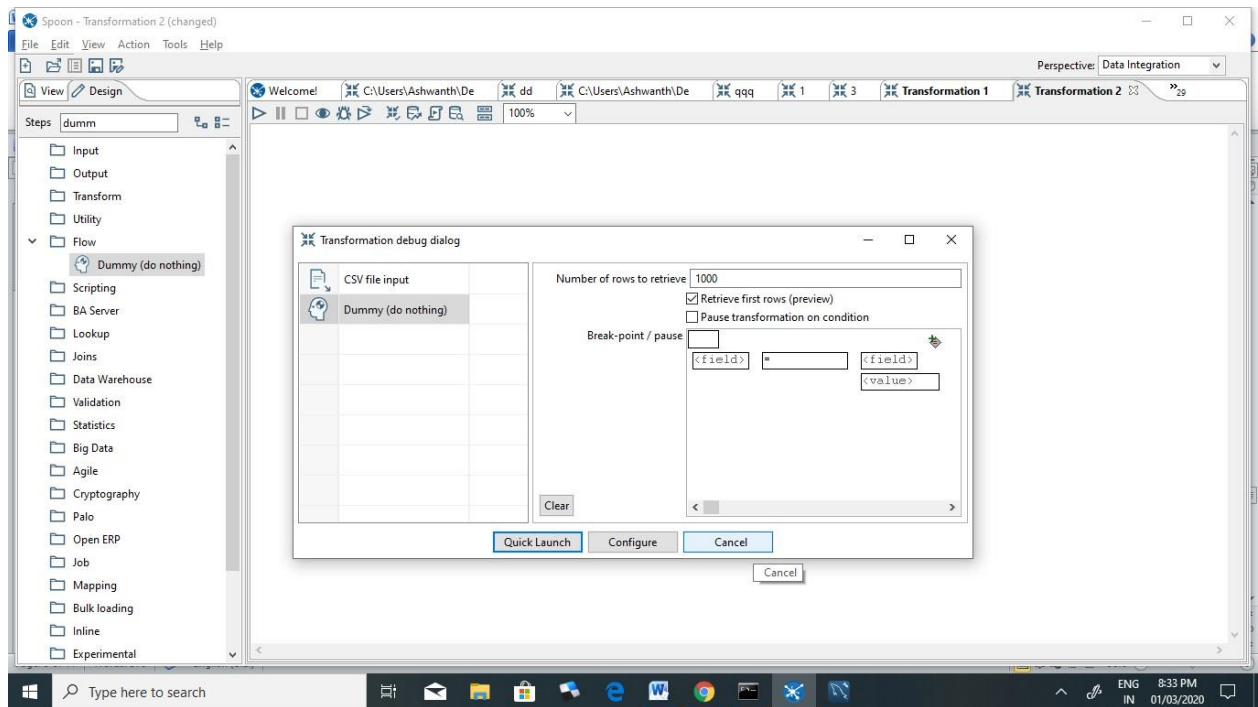 Spoon - Transformation 2 (changed)
File Edit View Action Tools Help
Perspective: Data Integration
View Design
Welcome! C:\Users\Ashwanth\De dd C:\Users\Ashwanth\De qqq 1 3 Transformation 1 Transformation 2 »29
Steps dumm
100%
Input
Output
Transform
Utility
Flow
Dummy (do nothing)
Scripting
BA Server
Lookup
Joins
Data Warehouse
Validation
Statistics
Big Data
Agile
Cryptography
Palo
Open ERP
Job
Mapping
Bulk loading
Inline
Experimental
Transformation debug dialog
CSV file input
Dummy (do nothing)
Number of rows to retrieve 1000
Retrieve first rows (preview)
Pause transformation on condition
Break-point / pause
<field> = <field>
<value>
Clear
Quick Launch Configure Cancel
Cancel
Type here to search
ENG 8:33 PM
IN 01/03/2020